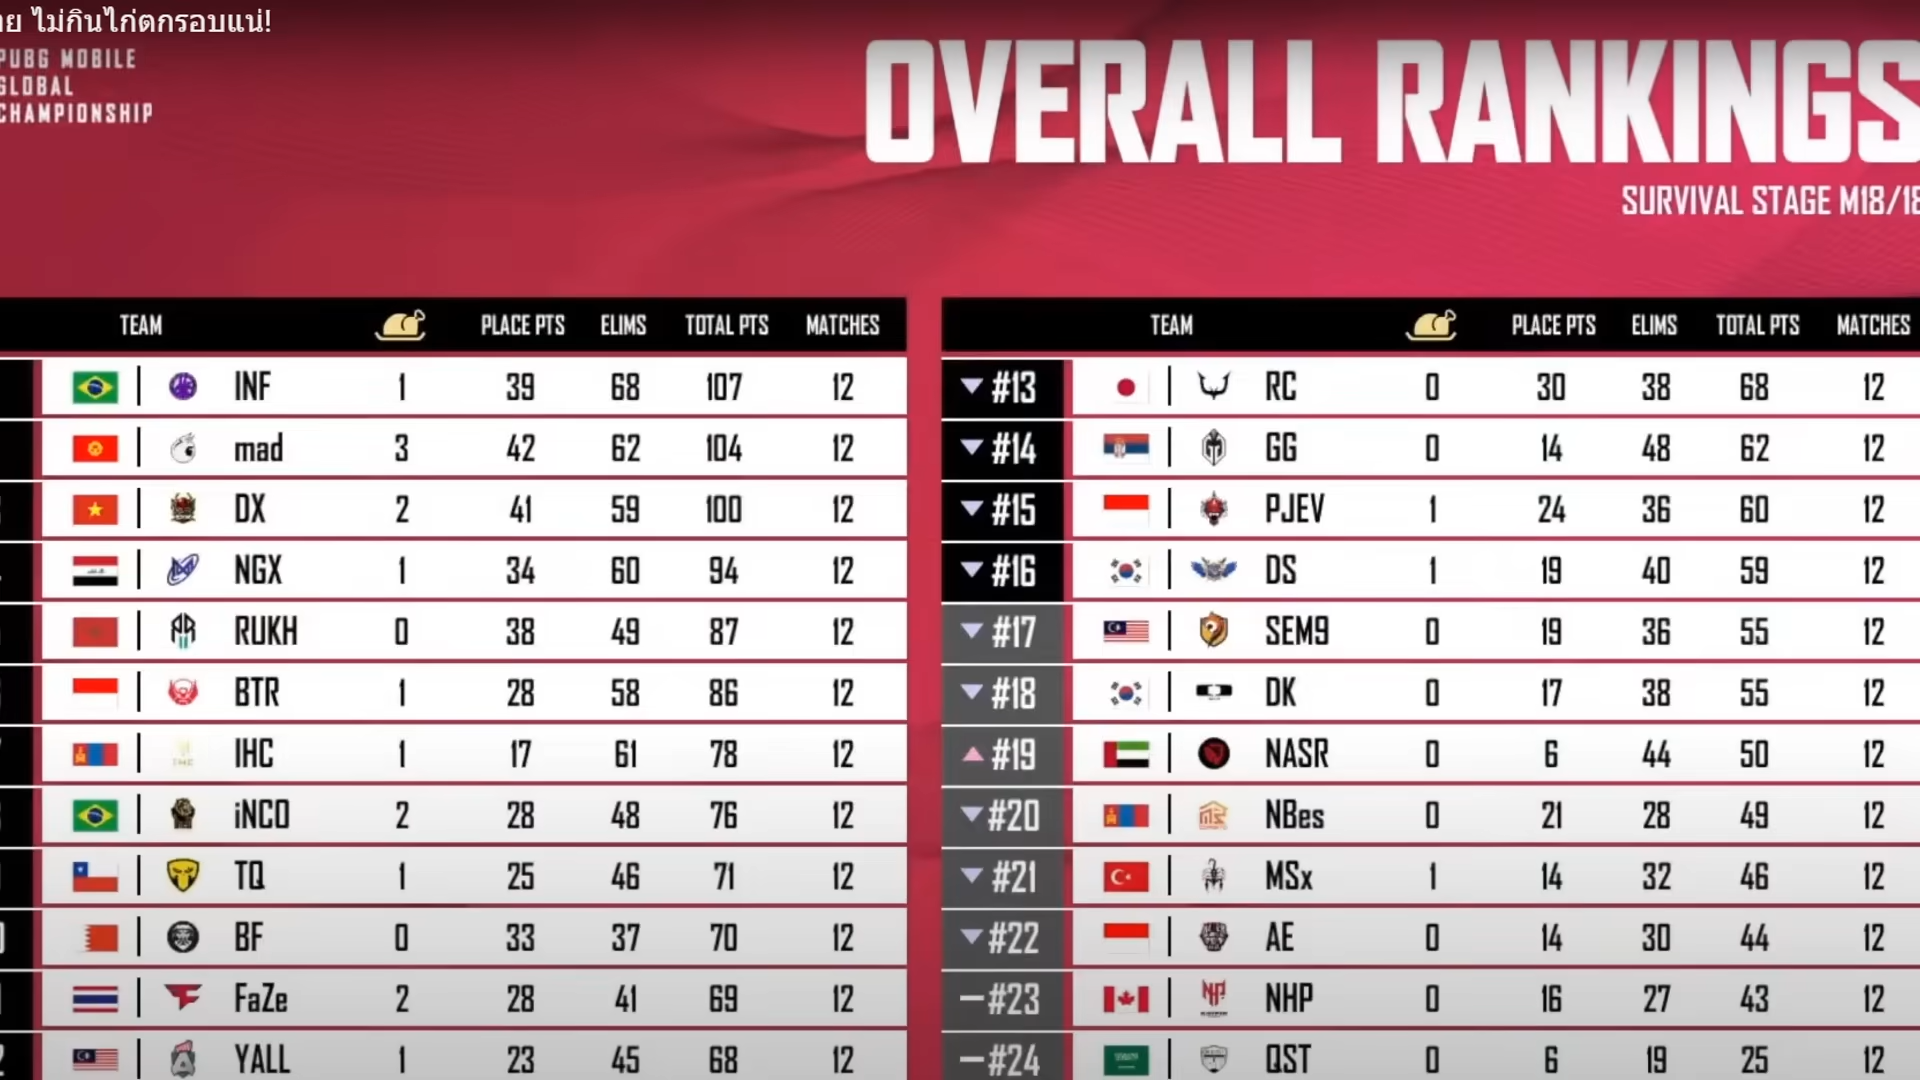 ไม่กินไก่ตกรอบแน่!
PUBG MOBILE
GLOBAL
CHAMPIONSHIP
OVERALL RANKINGS
SURVIVAL STAGE M18/18
TEAM PLACE PTS ELIMS TOTAL PTS MATCHES
INF 1 39 68 107 12
mad 3 42 62 104 12
DX 2 41 59 100 12
NGX 1 34 60 94 12
RUKH 0 38 49 87 12
BTR 1 28 58 86 12
IHC 1 17 61 78 12
iNCO 2 28 48 76 12
TQ 1 25 46 71 12
BF 0 33 37 70 12
FaZe 2 28 41 69 12
YALL 1 23 45 68 12
TEAM PLACE PTS ELIMS TOTAL PTS MATCHES
#13 RC 0 30 38 68 12
#14 GG 0 14 48 62 12
#15 PJEV 1 24 36 60 12
#16 DS 1 19 40 59 12
#17 SEM9 0 19 36 55 12
#18 DK 0 17 38 55 12
#19 NASR 0 6 44 50 12
#20 NBes 0 21 28 49 12
#21 MSx 1 14 32 46 12
#22 AE 0 14 30 44 12
#23 NHP 0 16 27 43 12
#24 QST 0 6 19 25 12